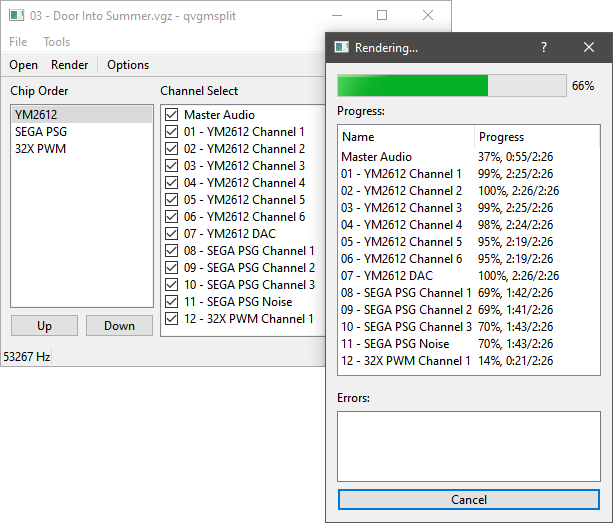 03 - Door Into Summer.vgz - qvgmsplit
File Tools
Open Render Options
Chip Order
YM2612
SEGA PSG
32X PWM
Up Down
Channel Select
Master Audio
01 - YM2612 Channel 1
02 - YM2612 Channel 2
03 - YM2612 Channel 3
04 - YM2612 Channel 4
05 - YM2612 Channel 5
06 - YM2612 Channel 6
07 - YM2612 DAC
08 - SEGA PSG Channel 1
09 - SEGA PSG Channel 2
10 - SEGA PSG Channel 3
11 - SEGA PSG Noise
12 - 32X PWM Channel 1
53267 Hz
Rendering... ?
66%
Progress:
Name Progress
Master Audio 37%, 0:55/2:26
01 - YM2612 Channel 1 99%, 2:25/2:26
02 - YM2612 Channel 2 100%, 2:26/2:26
03 - YM2612 Channel 3 99%, 2:25/2:26
04 - YM2612 Channel 4 98%, 2:24/2:26
05 - YM2612 Channel 5 95%, 2:19/2:26
06 - YM2612 Channel 6 95%, 2:19/2:26
07 - YM2612 DAC 100%, 2:26/2:26
08 - SEGA PSG Channel 1 69%, 1:42/2:26
09 - SEGA PSG Channel 2 69%, 1:41/2:26
10 - SEGA PSG Channel 3 70%, 1:43/2:26
11 - SEGA PSG Noise 70%, 1:43/2:26
12 - 32X PWM Channel 1 14%, 0:21/2:26
Errors:
Cancel